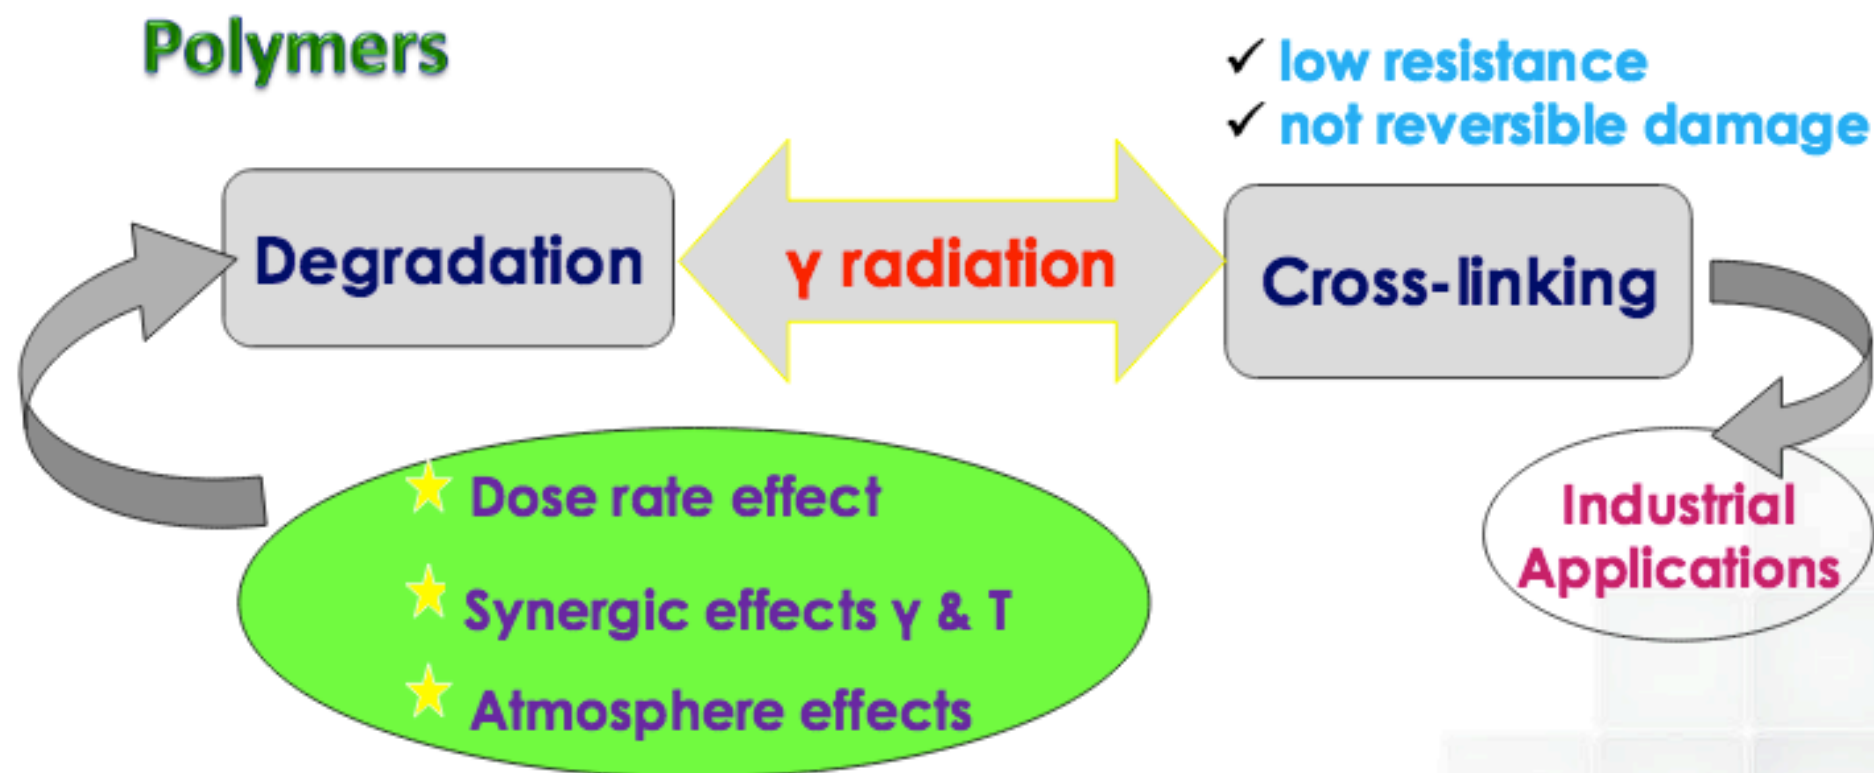 Polymers
✓ low resistance
✓ not reversible damage
Degradation
γ radiation
Cross-linking
Dose rate effect
Synergic effects γ & T
Atmosphere effects
Industrial
Applications